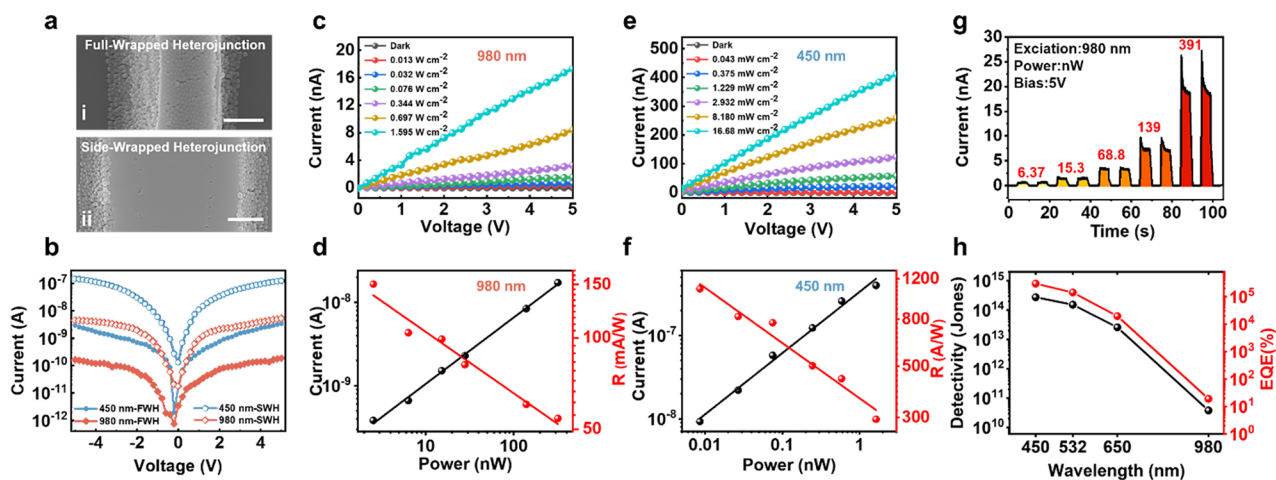 a
Full-Wrapped Heterojunction
i
Side-Wrapped Heterojunction
ii
b
Current (A)
10-7
10-8
10-9
10-10
10-11
10-12
450 nm-FWH
450 nm-SWH
980 nm-FWH
980 nm-SWH
-4 -2 0 2 4
Voltage (V)
c
Current (nA)
20
16
12
8
4
0
Dark
0.013 W cm-2
0.032 W cm-2
0.076 W cm-2
0.344 W cm-2
0.697 W cm-2
1.595 W cm-2
980 nm
0 1 2 3 4 5
Voltage (V)
d
Current (A)
10-8
10-9
980 nm
150
100
50
R (mA/W)
10 100
Power (nW)
e
Current (nA)
500
400
300
200
100
0
Dark
0.043 mW cm-2
0.375 mW cm-2
1.229 mW cm-2
2.932 mW cm-2
8.180 mW cm-2
16.68 mW cm-2
450 nm
0 1 2 3 4 5
Voltage (V)
f
Current (A)
10-7
10-8
450 nm
1200
800
500
300
R (A/W)
0.01 0.1 1
Power (nW)
g
Current (nA)
30
25
20
15
10
5
0
Exciation:980 nm
Power:nW
Bias:5V
6.37
15.3
68.8
139
391
0 20 40 60 80 100
Time (s)
h
Detectivity (Jones)
1015
1014
1013
1012
1011
1010
105
104
103
102
101
100
EQE(%)
450 532 650 980
Wavelength (nm)